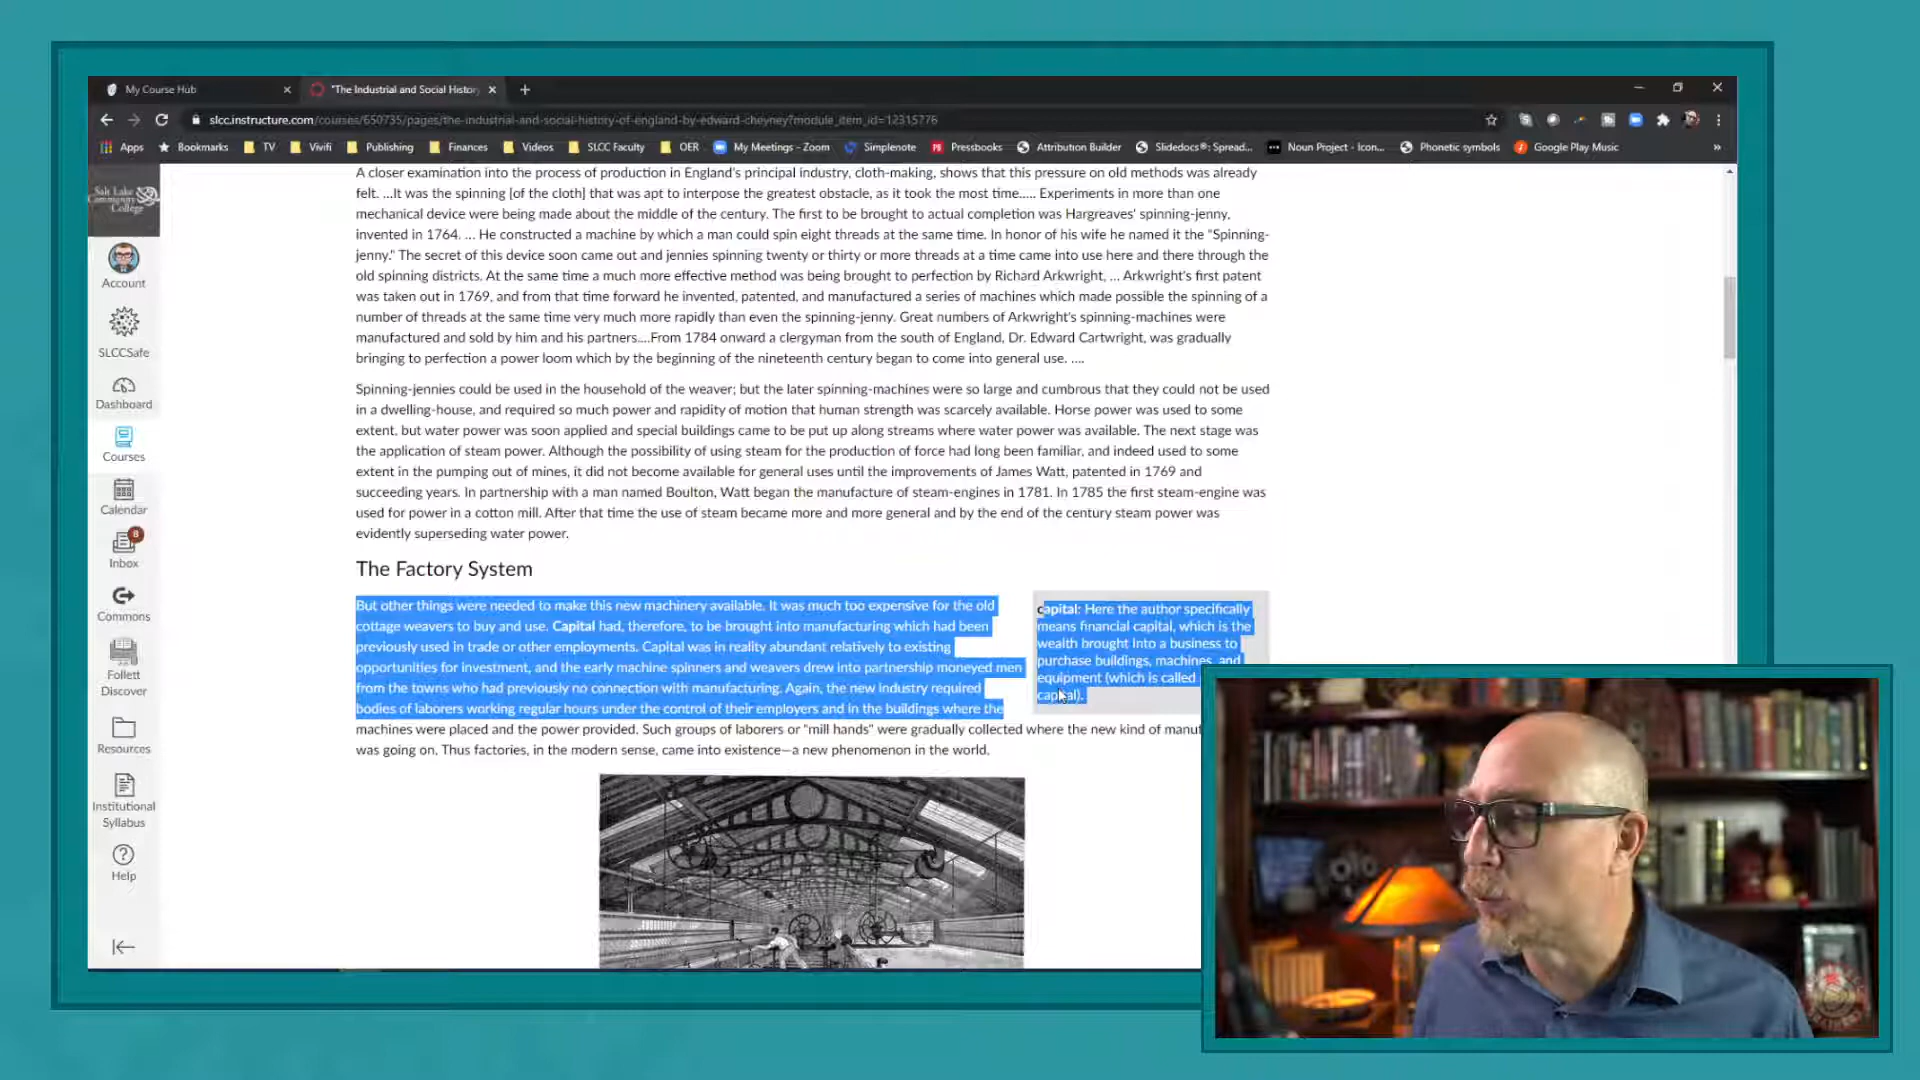 My Course Hub
"The Industrial and Social History
slcc.instructure.com/courses/650735/pages/the-industrial-and-social-history-of-england-by-edward-cheyney?module_item_id=12315776
Apps Bookmarks TV Vivifi Publishing Finances Videos SLCC Faculty OER My Meetings - Zoom Simplenote Pressbooks Attribution Builder Slidedocs®: Spread... Noun Project - Icon... Phonetic symbols Google Play Music »
Salt Lake
Community
College
Account
SLCCSafe
Dashboard
Courses
Calendar
8
Inbox
Commons
Follett
Discover
Resources
Institutional
Syllabus
Help
A closer examination into the process of production in England's principal industry, cloth-making, shows that this pressure on old methods was already
felt. ...It was the spinning [of the cloth] that was apt to interpose the greatest obstacle, as it took the most time..... Experiments in more than one
mechanical device were being made about the middle of the century. The first to be brought to actual completion was Hargreaves' spinning-jenny,
invented in 1764. ... He constructed a machine by which a man could spin eight threads at the same time. In honor of his wife he named it the "Spinning-
jenny." The secret of this device soon came out and jennies spinning twenty or thirty or more threads at a time came into use here and there through the
old spinning districts. At the same time a much more effective method was being brought to perfection by Richard Arkwright, ... Arkwright's first patent
was taken out in 1769, and from that time forward he invented, patented, and manufactured a series of machines which made possible the spinning of a
number of threads at the same time very much more rapidly than even the spinning-jenny. Great numbers of Arkwright's spinning-machines were
manufactured and sold by him and his partners....From 1784 onward a clergyman from the south of England, Dr. Edward Cartwright, was gradually
bringing to perfection a power loom which by the beginning of the nineteenth century began to come into general use. ....
Spinning-jennies could be used in the household of the weaver; but the later spinning-machines were so large and cumbrous that they could not be used
in a dwelling-house, and required so much power and rapidity of motion that human strength was scarcely available. Horse power was used to some
extent, but water power was soon applied and special buildings came to be put up along streams where water power was available. The next stage was
the application of steam power. Although the possibility of using steam for the production of force had long been familiar, and indeed used to some
extent in the pumping out of mines, it did not become available for general uses until the improvements of James Watt, patented in 1769 and
succeeding years. In partnership with a man named Boulton, Watt began the manufacture of steam-engines in 1781. In 1785 the first steam-engine was
used for power in a cotton mill. After that time the use of steam became more and more general and by the end of the century steam power was
evidently superseding water power.
The Factory System
But other things were needed to make this new machinery available. It was much too expensive for the old
cottage weavers to buy and use. Capital had, therefore, to be brought into manufacturing which had been
previously used in trade or other employments. Capital was in reality abundant relatively to existing
opportunities for investment, and the early machine spinners and weavers drew into partnership moneyed men
from the towns who had previously no connection with manufacturing. Again, the new industry required
bodies of laborers working regular hours under the control of their employers and in the buildings where the
machines were placed and the power provided. Such groups of laborers or "mill hands" were gradually collected where the new kind of manuf
was going on. Thus factories, in the modern sense, came into existence—a new phenomenon in the world.
capital: Here the author specifically
means financial capital, which is the
wealth brought into a business to
purchase buildings, machines, and
equipment (which is called
capital).